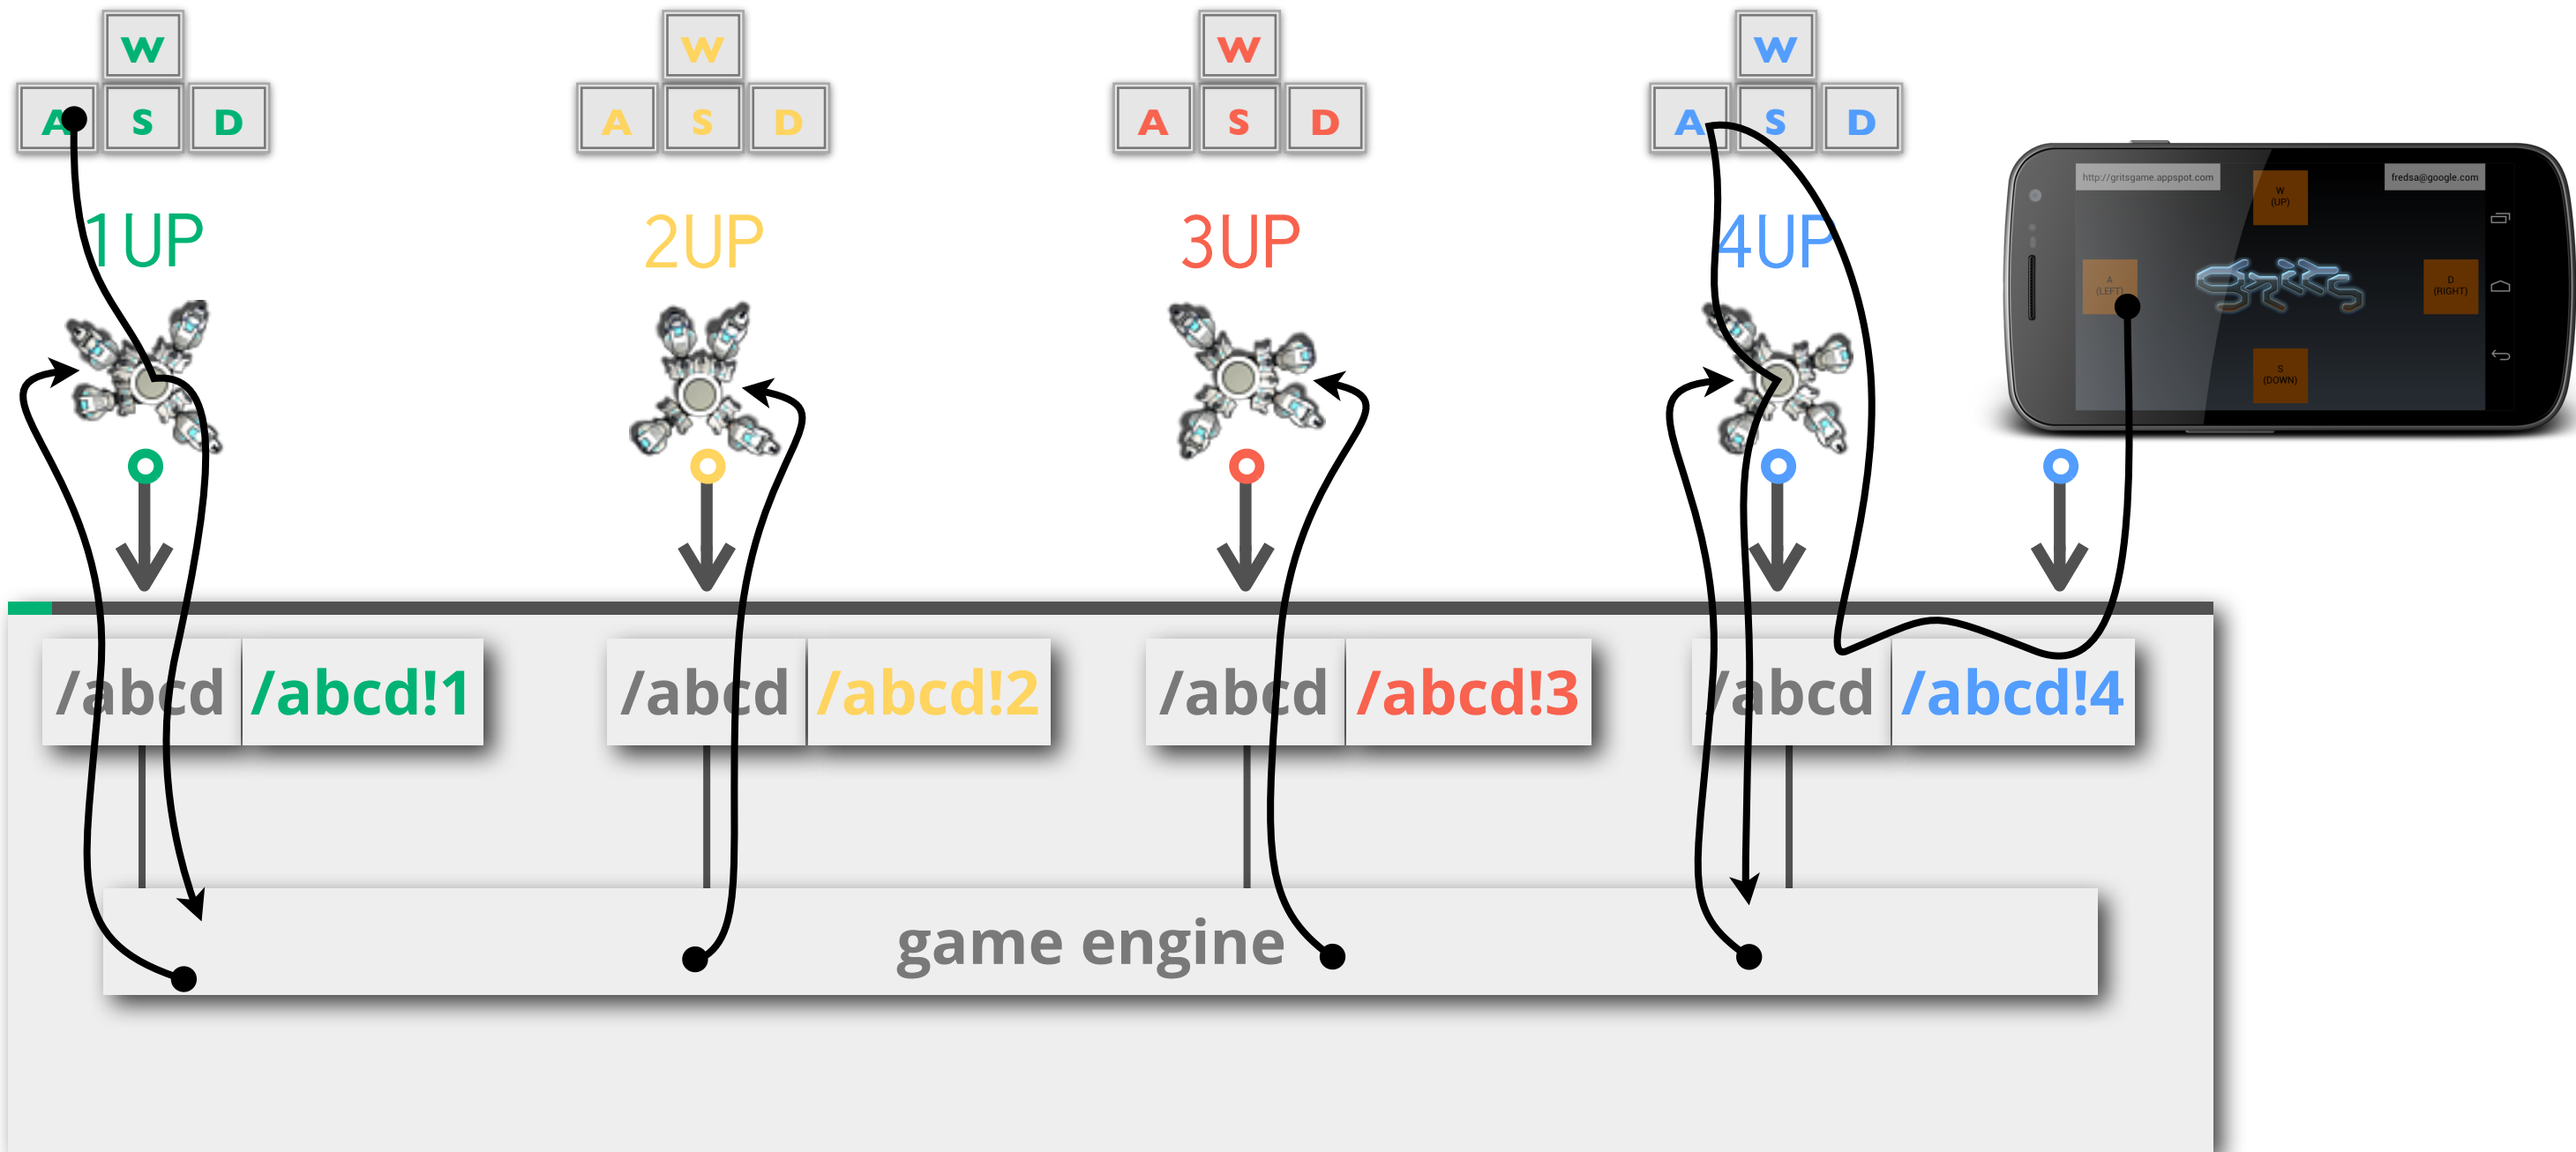 W W W W
A S D A S D A S D A S D
http://gritsgame.appspot.com fredsa@google.com
W
(UP)
1UP 2UP 3UP 4UP
A
(LEFT)
Grits
D
(RIGHT)
S
(DOWN)
/abcd /abcd!1 /abcd /abcd!2 /abcd /abcd!3 /abcd /abcd!4
game engine